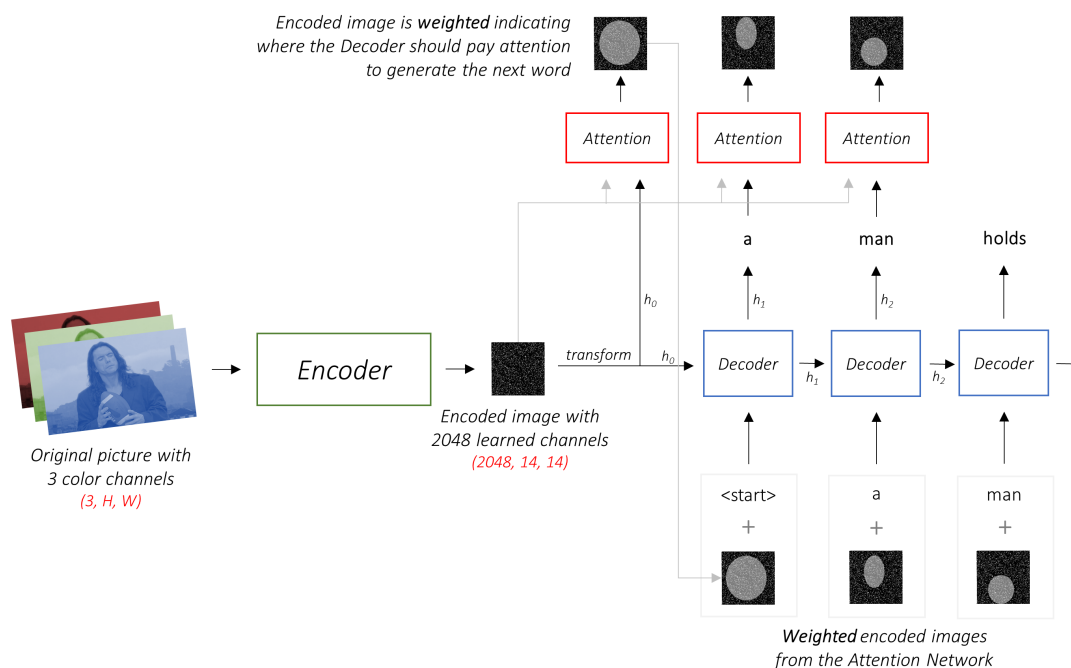 Encoded image is weighted indicating
where the Decoder should pay attention
to generate the next word
Attention
Attention
Attention
a
man
holds
h0
h1
h2
Encoder
transform
h0
Decoder
h1
Decoder
h2
Decoder
Original picture with
3 color channels
(3, H, W)
Encoded image with
2048 learned channels
(2048, 14, 14)
<start>
a
man
+
+
+
Weighted encoded images
from the Attention Network